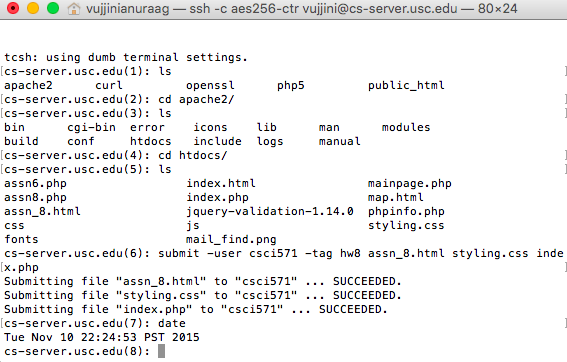 vujjinianuraag — ssh -c aes256-ctr vujjini@cs-server.usc.edu — 80×24
tcsh: using dumb terminal settings.
[cs-server.usc.edu(1): ls ]
apache2 curl openssl php5 public_html
[cs-server.usc.edu(2): cd apache2/ ]
[cs-server.usc.edu(3): ls ]
bin cgi-bin error icons lib man modules
build conf htdocs include logs manual
[cs-server.usc.edu(4): cd htdocs/ ]
[cs-server.usc.edu(5): ls ]
assn6.php index.html mainpage.php
assn8.php index.php map.html
assn_8.html jquery-validation-1.14.0 phpinfo.php
css js styling.css
fonts mail_find.png
cs-server.usc.edu(6): submit -user csci571 -tag hw8 assn_8.html styling.css inde
[x.php ]
Submitting file "assn_8.html" to "csci571" ... SUCCEEDED.
Submitting file "styling.css" to "csci571" ... SUCCEEDED.
Submitting file "index.php" to "csci571" ... SUCCEEDED.
[cs-server.usc.edu(7): date ]
Tue Nov 10 22:24:53 PST 2015
cs-server.usc.edu(8):